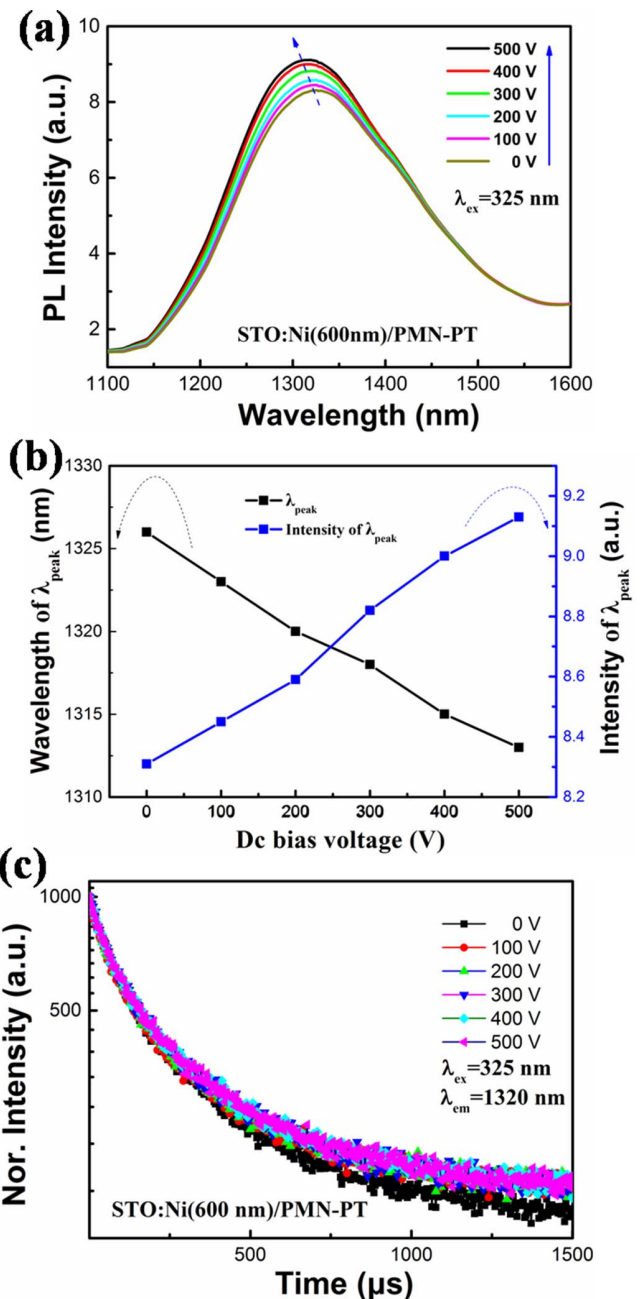 (a)
10
8
6
4
2
PL Intensity (a.u.)
500 V
400 V
300 V
200 V
100 V
0 V
λex=325 nm
STO:Ni(600nm)/PMN-PT
1100 1200 1300 1400 1500 1600
Wavelength (nm)
(b)
1330
1325
1320
1315
1310
Wavelength of λpeak (nm)
λpeak
Intensity of λpeak
9.2
9.0
8.8
8.6
8.4
8.2
Intensity of λpeak (a.u.)
0 100 200 300 400 500
Dc bias voltage (V)
(c)
1000
500
Nor. Intensity (a.u.)
0 V
100 V
200 V
300 V
400 V
500 V
λex=325 nm
λem=1320 nm
STO:Ni(600 nm)/PMN-PT
500 1000 1500
Time (μs)